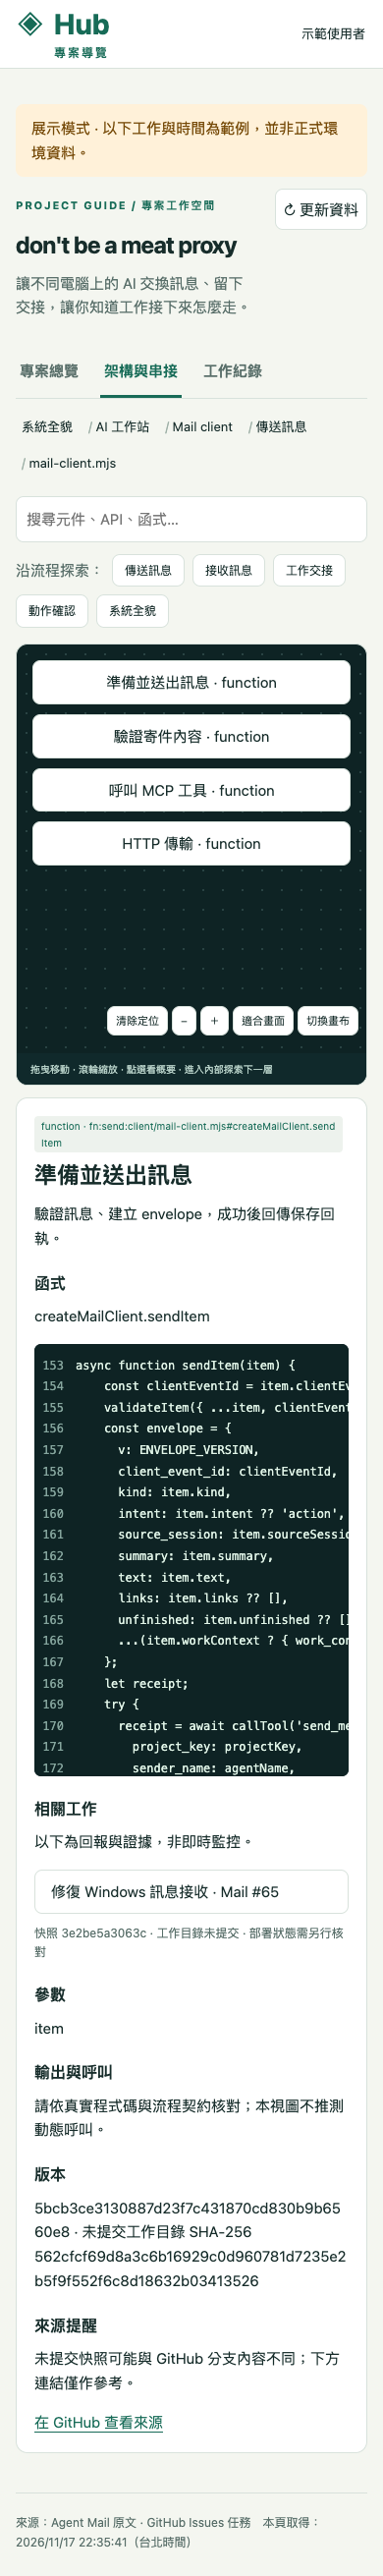 Hub
專案導覽
示範使用者
展示模式 · 以下工作與時間為範例，並非正式環
境資料。
PROJECT GUIDE / 專案工作空間
↻ 更新資料
don't be a meat proxy
讓不同電腦上的 AI 交換訊息、留下
交接，讓你知道工作接下來怎麼走。
專案總覽 架構與串接 工作紀錄
系統全貌 / AI 工作站 / Mail client / 傳送訊息
/ mail-client.mjs
搜尋元件、API、函式...
沿流程探索： 傳送訊息 接收訊息 工作交接
動作確認 系統全貌
準備並送出訊息 · function
驗證寄件內容 · function
呼叫 MCP 工具 · function
HTTP 傳輸 · function
清除定位 − ＋ 適合畫面 切換畫布
拖曳移動 · 滾輪縮放 · 點選看概要 · 進入內部探索下一層
function · fn:send:client/mail-client.mjs#createMailClient.send
Item
準備並送出訊息
驗證訊息、建立 envelope，成功後回傳保存回
執。
函式
createMailClient.sendItem
153 async function sendItem(item) {
154 const clientEventId = item.clientEv
155 validateItem({ ...item, clientEvent
156 const envelope = {
157 v: ENVELOPE_VERSION,
158 client_event_id: clientEventId,
159 kind: item.kind,
160 intent: item.intent ?? 'action',
161 source_session: item.sourceSessio
162 summary: item.summary,
163 text: item.text,
164 links: item.links ?? [],
165 unfinished: item.unfinished ?? []
166 ...(item.workContext ? { work_con
167 };
168 let receipt;
169 try {
170 receipt = await callTool('send_me
171 project_key: projectKey,
172 sender_name: agentName,
相關工作
以下為回報與證據，非即時監控。
修復 Windows 訊息接收 · Mail #65
快照 3e2be5a3063c · 工作目錄未提交 · 部署狀態需另行核
對
參數
item
輸出與呼叫
請依真實程式碼與流程契約核對；本視圖不推測
動態呼叫。
版本
5bcb3ce3130887d23f7c431870cd830b9b65
60e8 · 未提交工作目錄 SHA-256
562cfcf69d8a3c6b16929c0d960781d7235e2
b5f9f552f6c8d18632b03413526
來源提醒
未提交快照可能與 GitHub 分支內容不同；下方
連結僅作參考。
在 GitHub 查看來源
來源：Agent Mail 原文 · GitHub Issues 任務 本頁取得：
2026/11/17 22:35:41（台北時間）